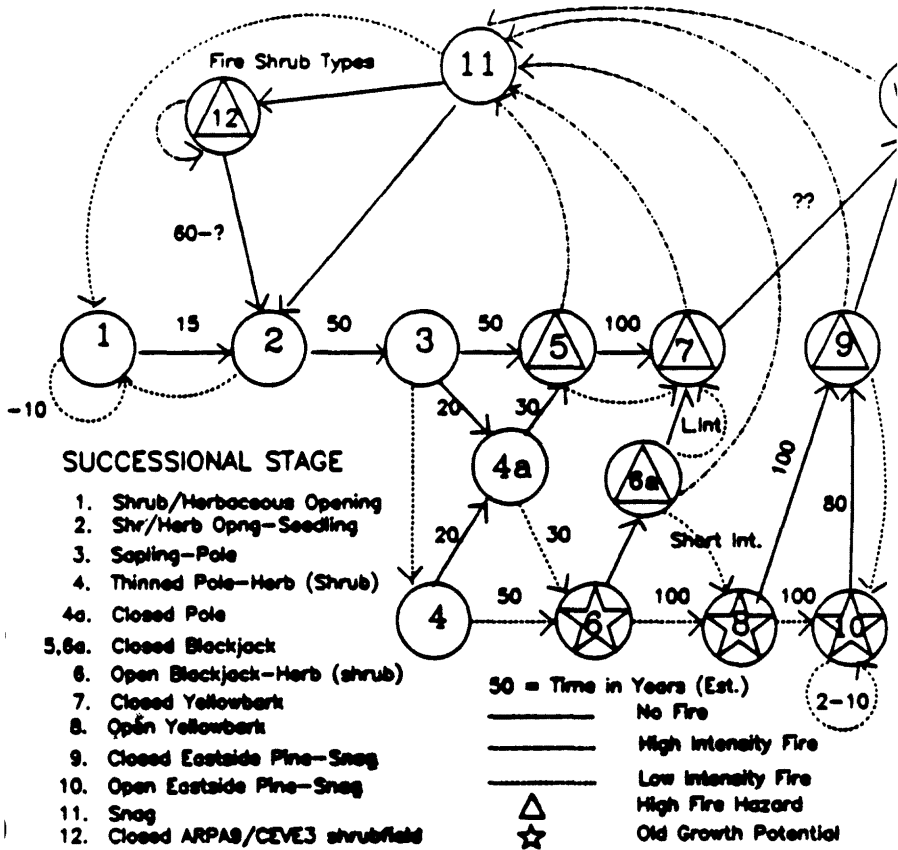 11
Fire Shrub Types
12
60-?
??
15
50
50
100
1
2
3
5
7
9
-10
20
30
L.Int
4a
6a
100
80
20
30
Short Int.
50
100
100
4
6
8
10
2-10
SUCCESSIONAL STAGE
1. Shrub/Herbaceous Opening
2. Shr/Herb Opng-Seedling
3. Sapling-Pole
4. Thinned Pole-Herb (Shrub)
4a. Closed Pole
5,6a. Closed Blackjack
6. Open Blackjack-Herb (shrub)
7. Closed Yellowbark
8. Open Yellowbark
9. Closed Eastside Pine-Snag
10. Open Eastside Pine-Snag
11. Snag
12. Closed ARPA9/CEVE3 shrubfield
50 = Time in Years (Est.)
No Fire
High Intensity Fire
Low Intensity Fire
High Fire Hazard
Old Growth Potential